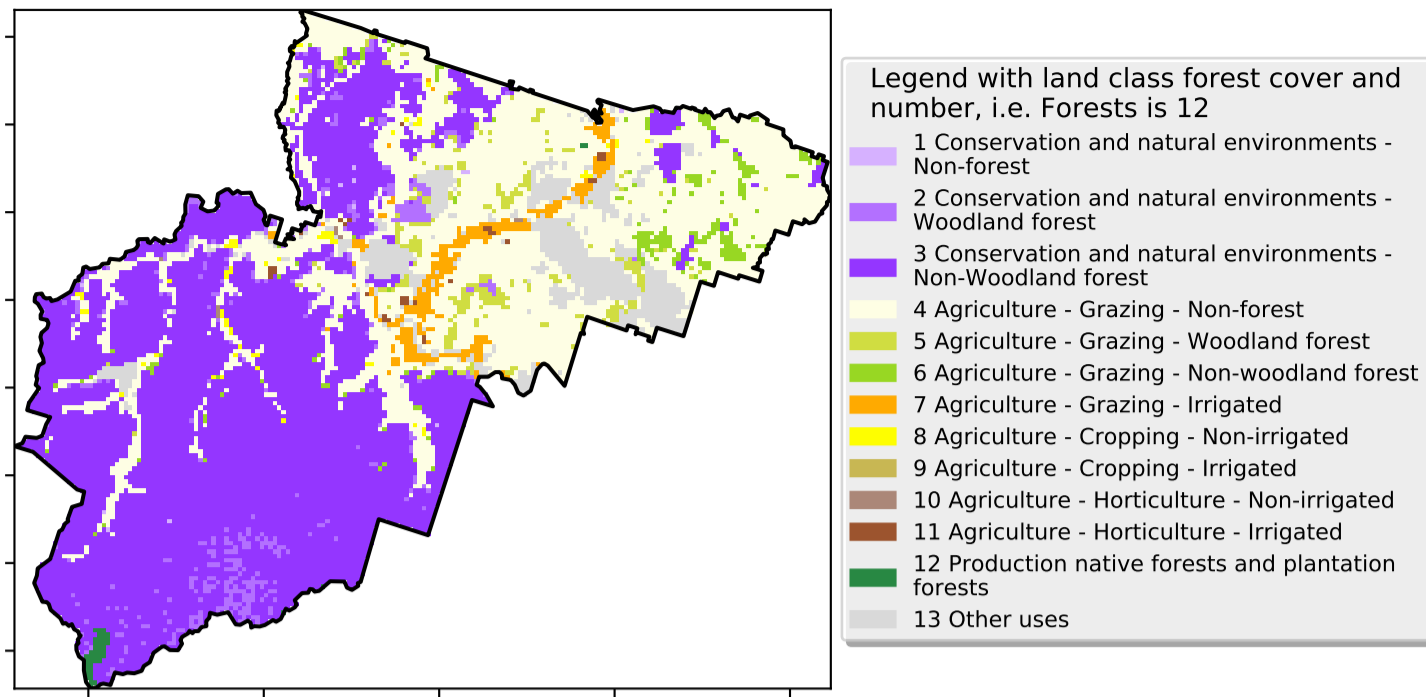 Legend with land class forest cover and
number, i.e. Forests is 12
1 Conservation and natural environments -
Non-forest
2 Conservation and natural environments -
Woodland forest
3 Conservation and natural environments -
Non-Woodland forest
4 Agriculture - Grazing - Non-forest
5 Agriculture - Grazing - Woodland forest
6 Agriculture - Grazing - Non-woodland forest
7 Agriculture - Grazing - Irrigated
8 Agriculture - Cropping - Non-irrigated
9 Agriculture - Cropping - Irrigated
10 Agriculture - Horticulture - Non-irrigated
11 Agriculture - Horticulture - Irrigated
12 Production native forests and plantation
forests
13 Other uses